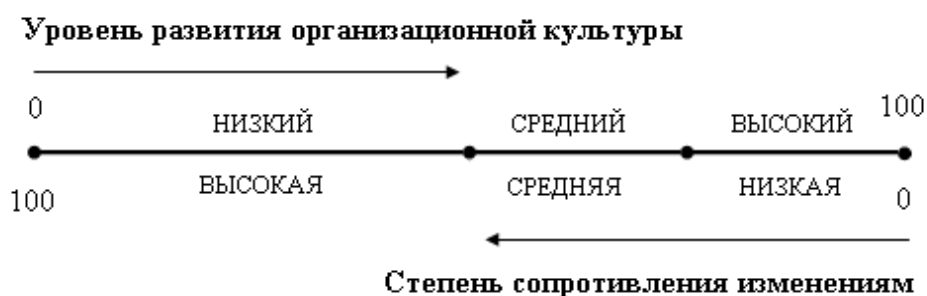 Уровень развития организационной культуры
0 100
НИЗКИЙ СРЕДНИЙ ВЫСОКИЙ
ВЫСОКАЯ СРЕДНЯЯ НИЗКАЯ
100 0
Степень сопротивления изменениям